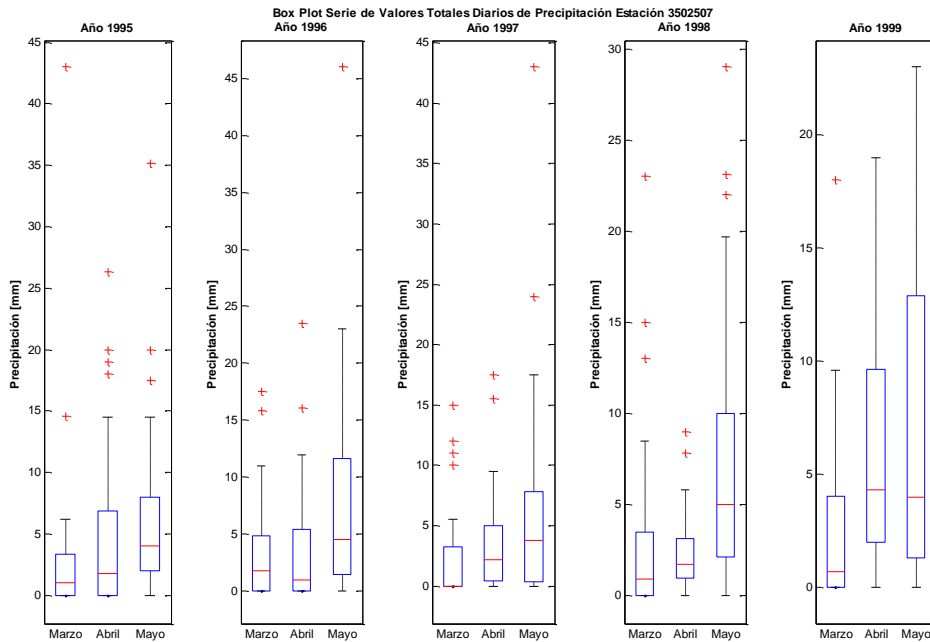 Box Plot Serie de Valores Totales Diarios de Precipitación Estación 3502507
Año 1995
Año 1996
Año 1997
Año 1998
Año 1999
Precipitación [mm]
45
40
35
30
25
20
15
10
5
0
Marzo Abril Mayo
Precipitación [mm]
45
40
35
30
25
20
15
10
5
0
Marzo Abril Mayo
Precipitación [mm]
45
40
35
30
25
20
15
10
5
0
Marzo Abril Mayo
Precipitación [mm]
30
25
20
15
10
5
0
Marzo Abril Mayo
Precipitación [mm]
20
15
10
5
0
Marzo Abril Mayo